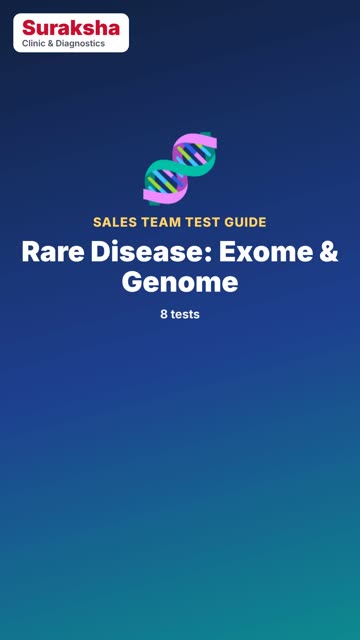 Suraksha
Clinic & Diagnostics
SALES TEAM TEST GUIDE
Rare Disease: Exome &
Genome
8 tests